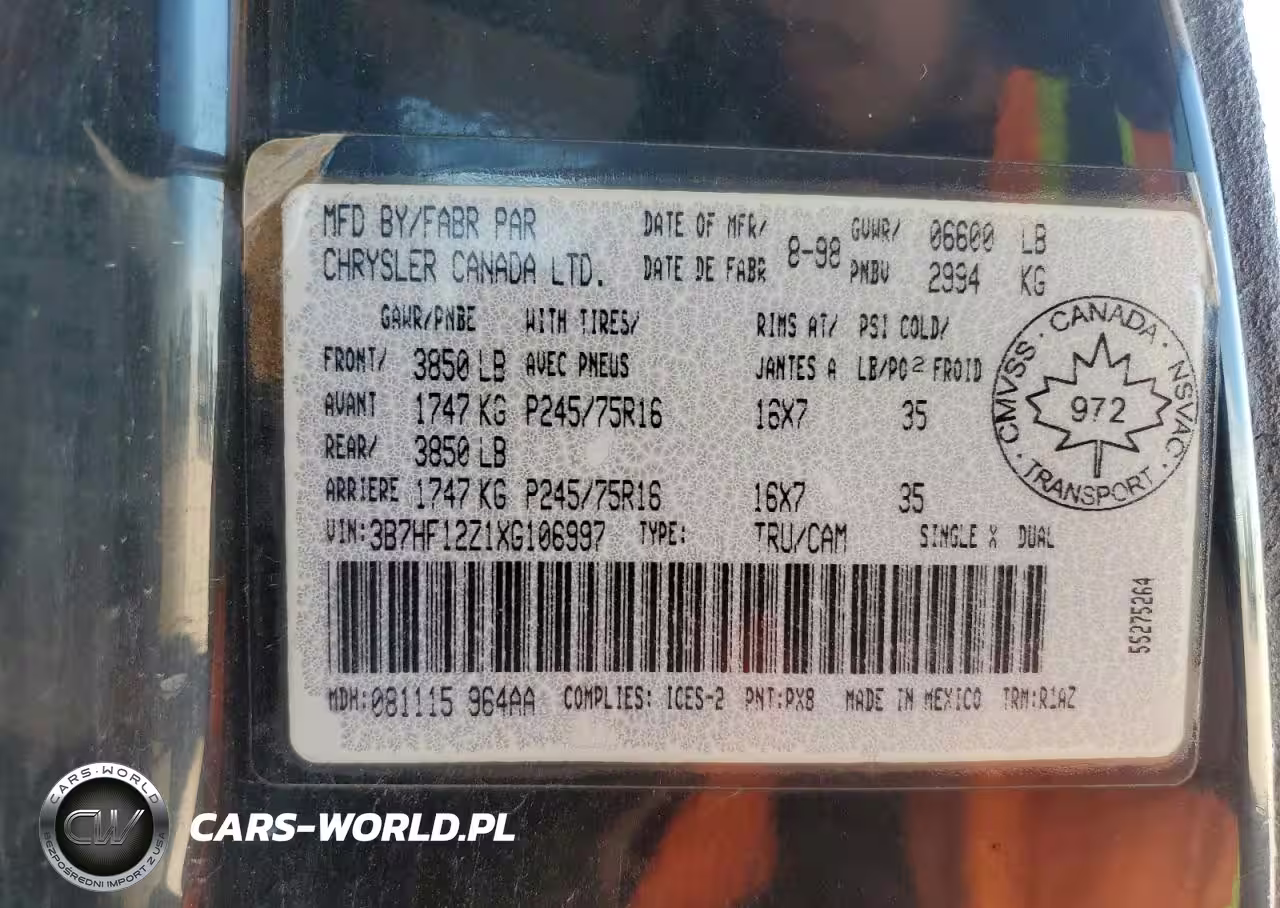 MFD BY/FABR PAR DATE OF MFR/ GVWR/ 06600 LB
CHRYSLER CANADA LTD. DATE DE FABR 8-98 PNBV 2994 KG
GAWR/PNBE WITH TIRES/ RIMS AT/ PSI COLD/
FRONT/ 3850 LB AVEC PNEUS JANTES A LB/PO² FROID
AVANT 1747 KG P245/75R16 16X7 35
REAR/ 3850 LB
ARRIERE 1747 KG P245/75R16 16X7 35
VIN:3B7HF12Z1XG106997 TYPE: TRU/CAM SINGLE X DUAL
MDH:081115 964AA COMPLIES: ICES-2 PNT:PX8 MADE IN MEXICO TRM:R1AZ
55275264
CANADA · NSVAC · TRANSPORT · CMVSS ·
972
CARS·WORLD
CW
BEZPOŚREDNI IMPORT Z USA
CARS-WORLD.PL